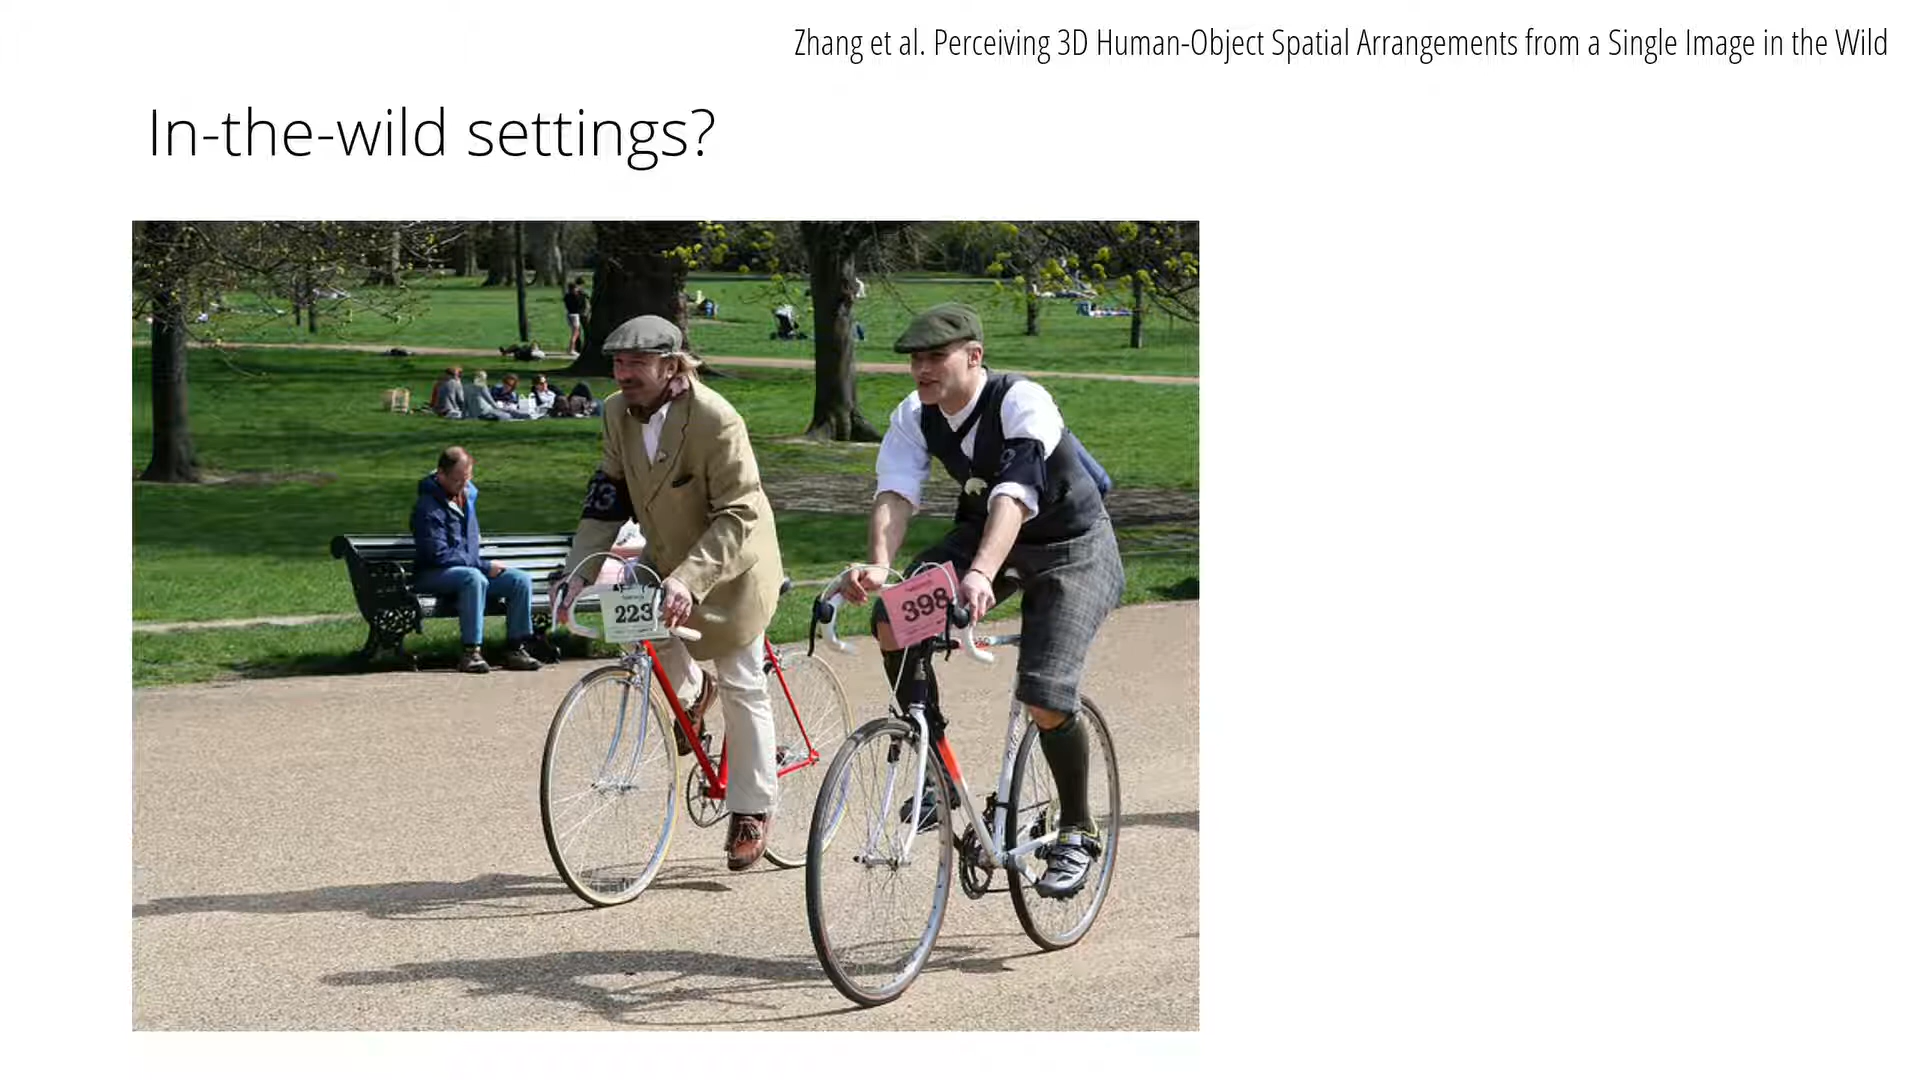 Zhang et al. Perceiving 3D Human-Object Spatial Arrangements from a Single Image in the Wild
In-the-wild settings?
223
398